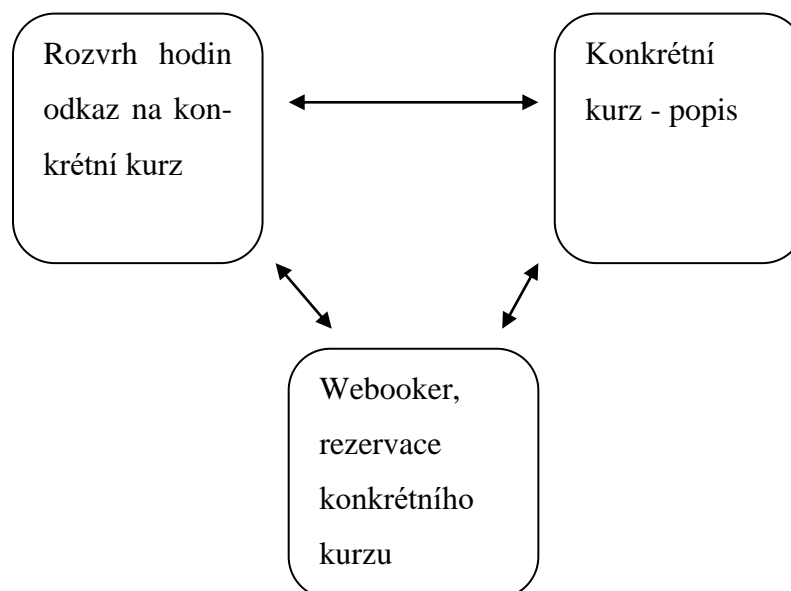 Rozvrh hodin
odkaz na kon-
krétní kurz
Konkrétní
kurz - popis
Webooker,
rezervace
konkrétního
kurzu